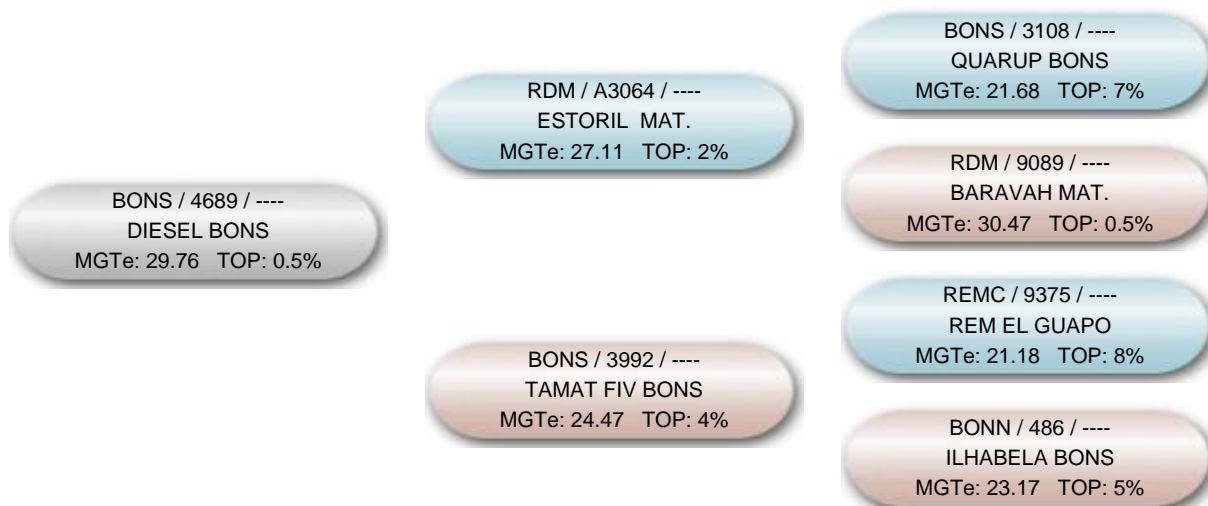 BONS / 4689 / ----
DIESEL BONS
MGTe: 29.76 TOP: 0.5%
RDM / A3064 / ----
ESTORIL MAT.
MGTe: 27.11 TOP: 2%
BONS / 3992 / ----
TAMAT FIV BONS
MGTe: 24.47 TOP: 4%
BONS / 3108 / ----
QUARUP BONS
MGTe: 21.68 TOP: 7%
RDM / 9089 / ----
BARAVAH MAT.
MGTe: 30.47 TOP: 0.5%
REMC / 9375 / ----
REM EL GUAPO
MGTe: 21.18 TOP: 8%
BONN / 486 / ----
ILHABELA BONS
MGTe: 23.17 TOP: 5%